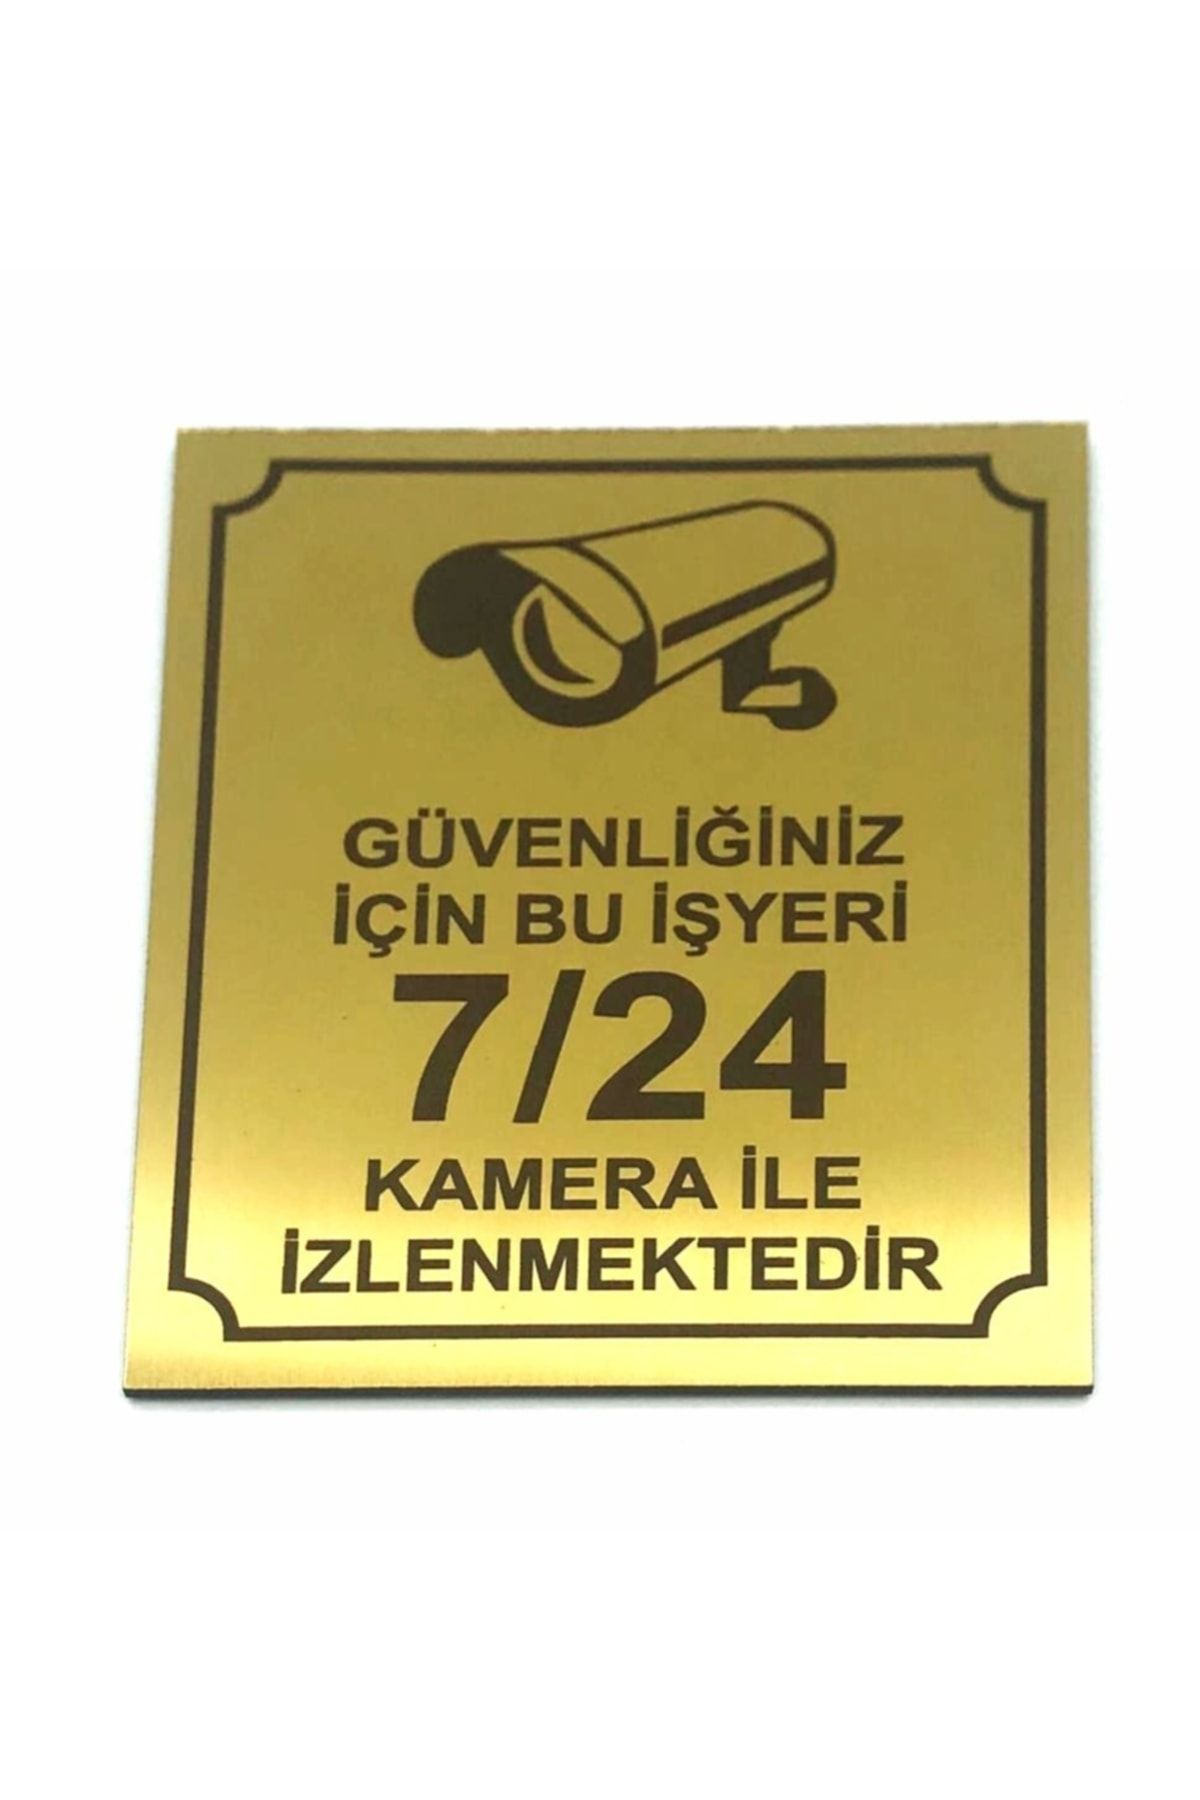 GÜVENLİĞİNİZ
İÇİN BU İŞYERİ
7/24
KAMERA İLE
İZLENMEKTEDİR